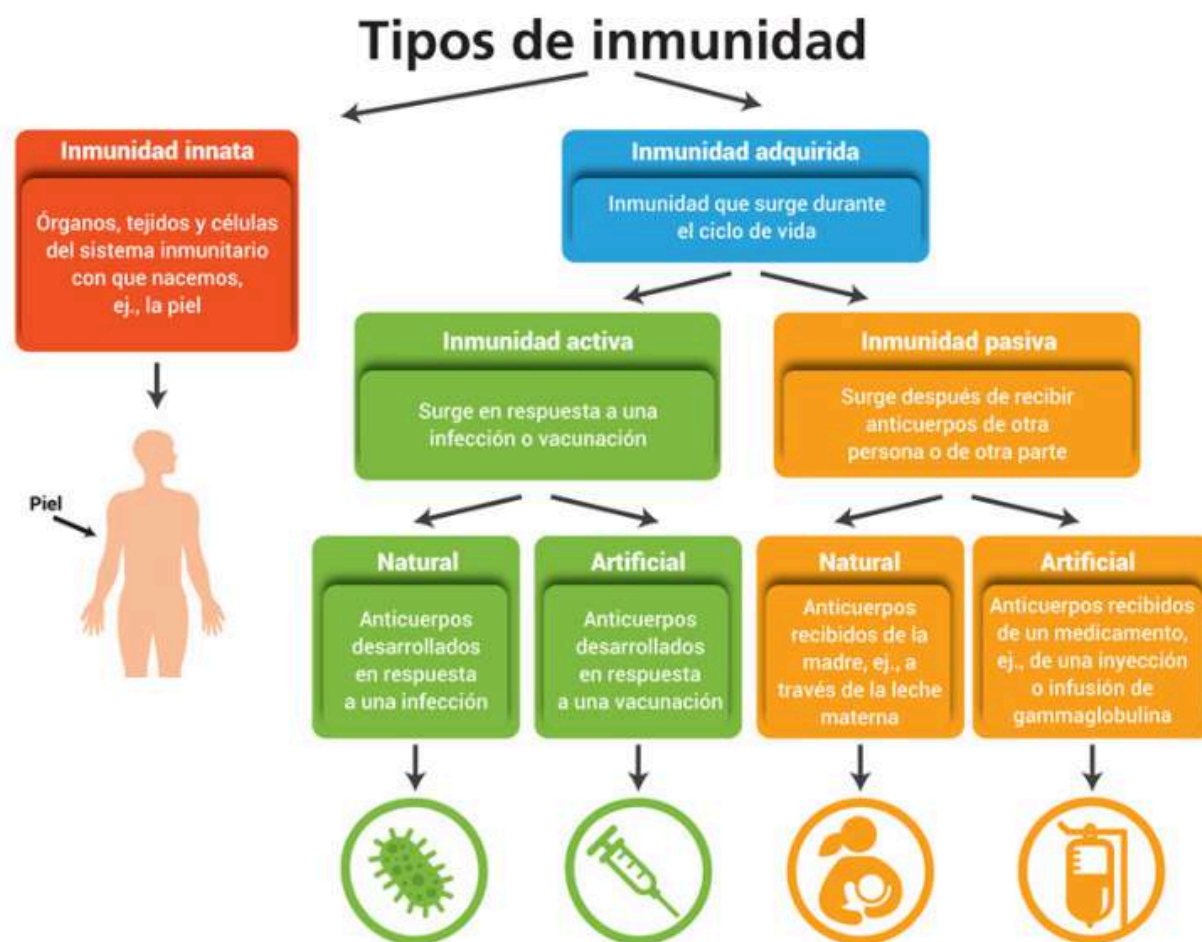 Tipos de inmunidad
Inmunidad innata
Órganos, tejidos y células
del sistema inmunitario
con que nacemos,
ej., la piel
Piel
Inmunidad adquirida
Inmunidad que surge durante
el ciclo de vida
Inmunidad activa
Surge en respuesta a una
infección o vacunación
Inmunidad pasiva
Surge después de recibir
anticuerpos de otra
persona o de otra parte
Natural
Anticuerpos
desarrollados
en respuesta
a una infección
Artificial
Anticuerpos
desarrollados
en respuesta
a una vacunación
Natural
Anticuerpos
recibidos de la
madre, ej., a
través de la leche
materna
Artificial
Anticuerpos recibidos
de un medicamento,
ej., de una inyección
o infusión de
gammaglobulina